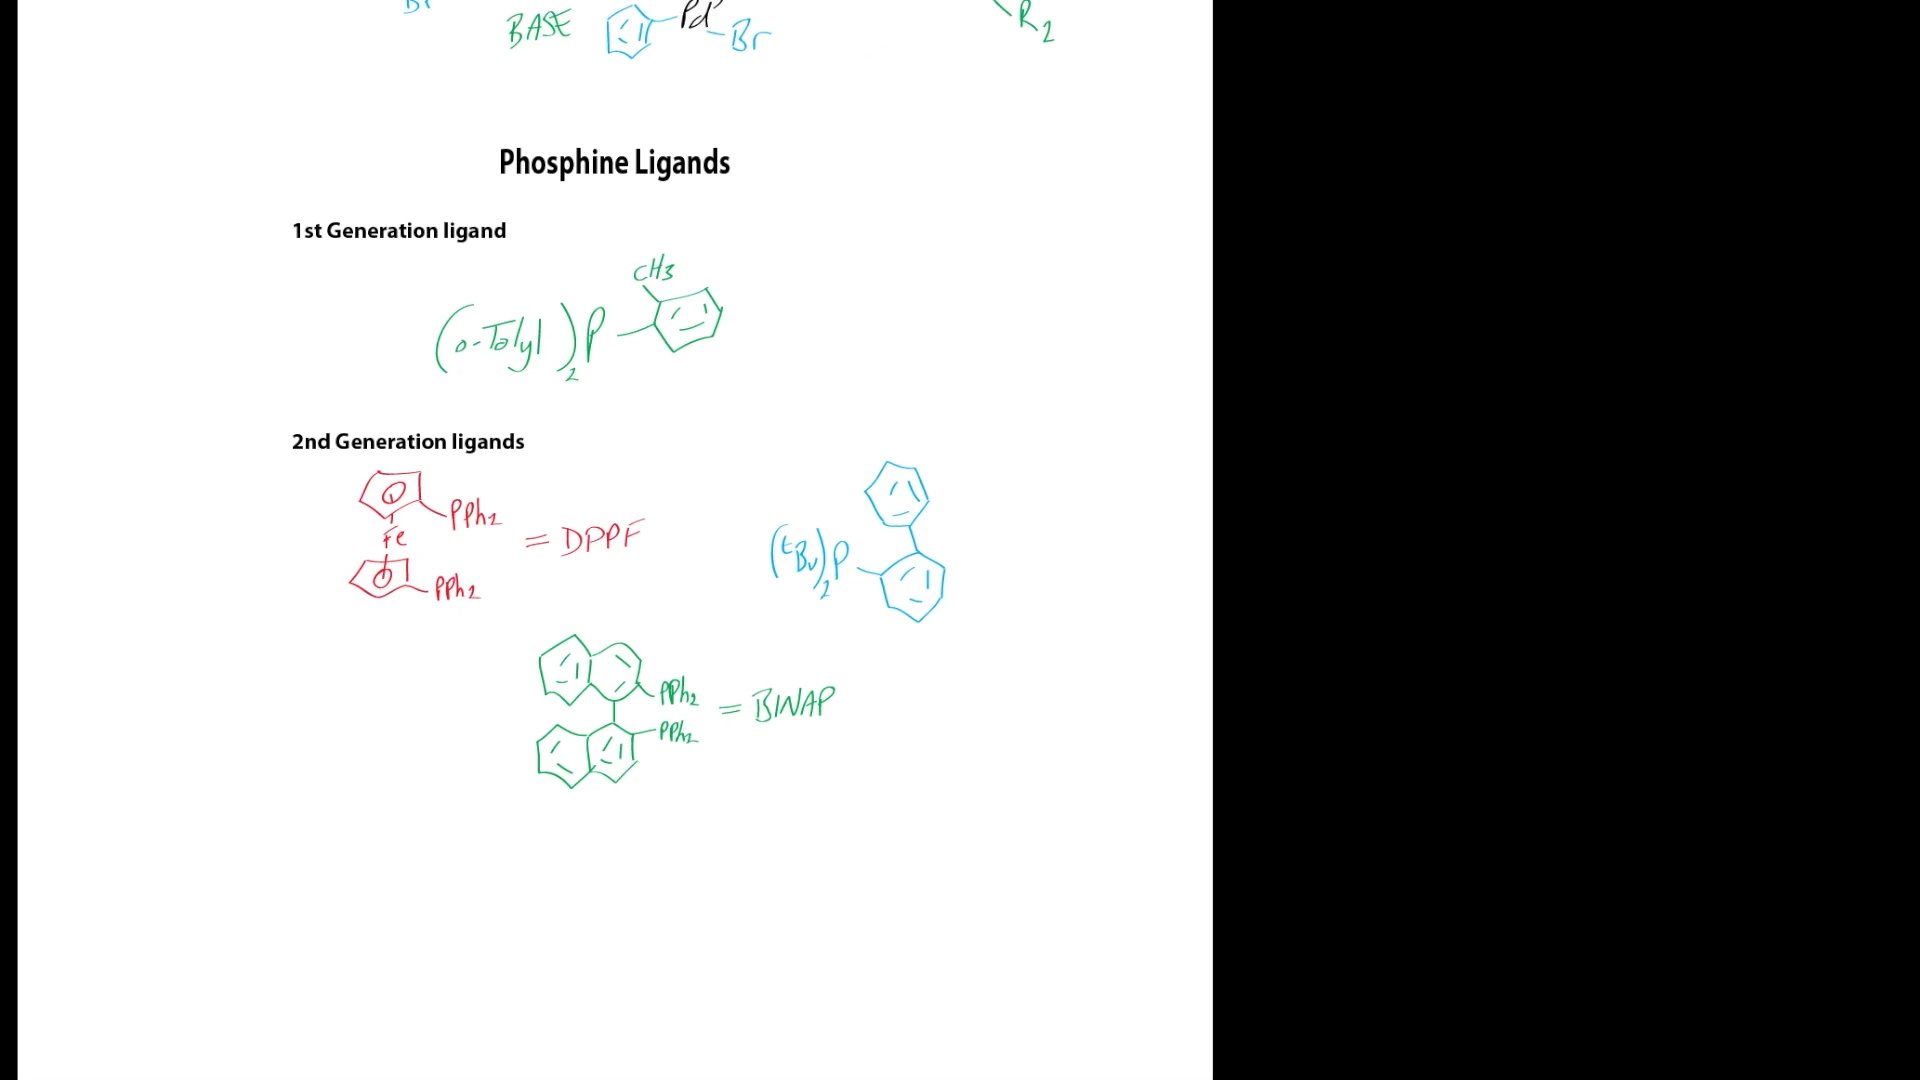 Br
BASE
Pd
Br
R2
Phosphine Ligands
1st Generation ligand
CH3
(o-Tolyl)2P
2nd Generation ligands
PPh2
Fe
= DPPF
PPh2
(tBu)2P
PPh2
= BINAP
PPh2